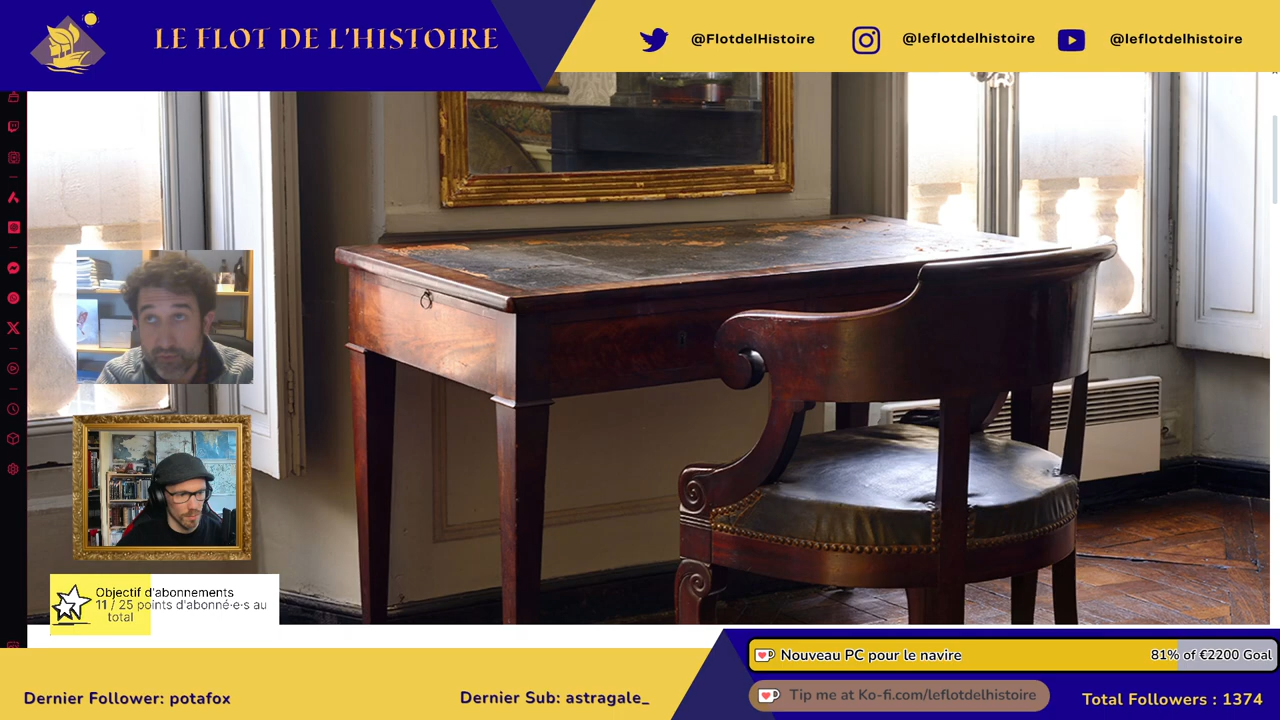 LE FLOT DE L'HISTOIRE
@FlotdelHistoire
@leflotdelhistoire
@leflotdelhistoire
Objectif d'abonnements
11 / 25 points d'abonné·e·s au
total
Nouveau PC pour le navire
81% of €2200 Goal
Dernier Follower: potafox
Dernier Sub: astragale_
Tip me at Ko-fi.com/leflotdelhistoire
Total Followers : 1374